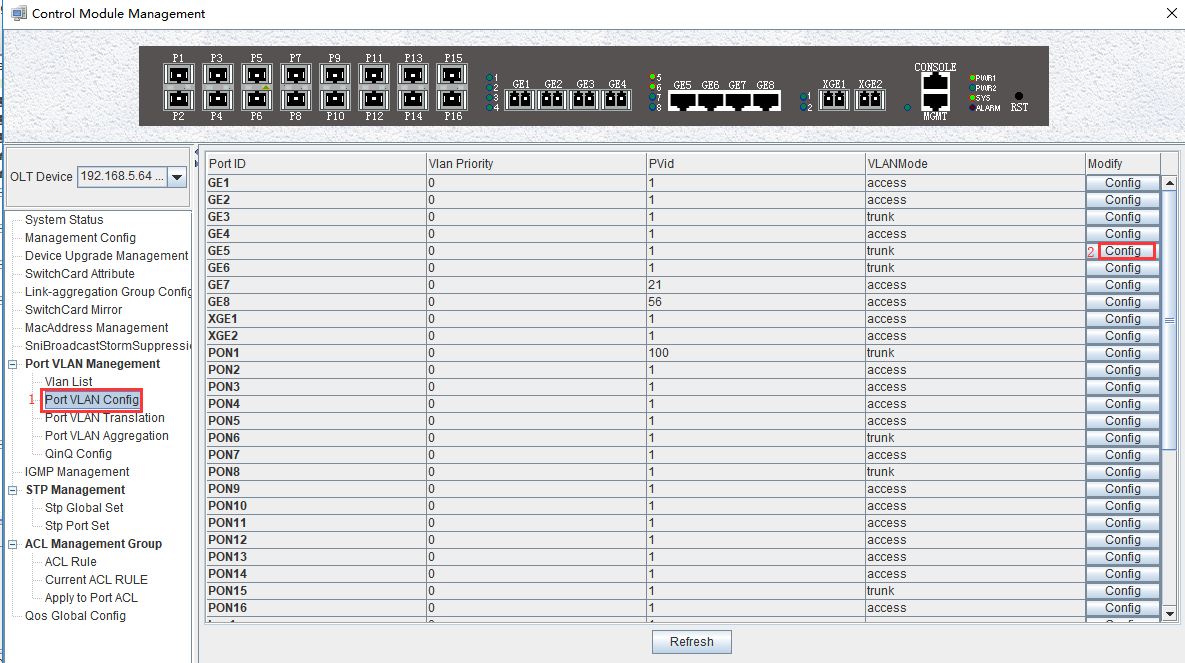 Control Module Management
P1 P3 P5 P7 P9 P11 P13 P15
P2 P4 P6 P8 P10 P12 P14 P16
1 2 3 4
GE1 GE2 GE3 GE4
5 6 7 8
GE5 GE6 GE7 GE8
1 2
XGE1 XGE2
CONSOLE
MGMT
PWR1
PWR2
SYS
ALARM
RST
OLT Device 192.168.5.64 ...
System Status
Management Config
Device Upgrade Management
SwitchCard Attribute
Link-aggregation Group Config
SwitchCard Mirror
MacAddress Management
SniBroadcastStormSuppressi
Port VLAN Manegement
Vlan List
1 Port VLAN Config
Port VLAN Translation
Port VLAN Aggregation
QinQ Config
IGMP Management
STP Management
Stp Global Set
Stp Port Set
ACL Management Group
ACL Rule
Current ACL RULE
Apply to Port ACL
Qos Global Config
Port ID Vlan Priority PVid VLANMode Modify
GE1 0 1 access Config
GE2 0 1 access Config
GE3 0 1 trunk Config
GE4 0 1 access Config
GE5 0 1 trunk 2 Config
GE6 0 1 trunk Config
GE7 0 21 access Config
GE8 0 56 access Config
XGE1 0 1 access Config
XGE2 0 1 access Config
PON1 0 100 trunk Config
PON2 0 1 access Config
PON3 0 1 access Config
PON4 0 1 access Config
PON5 0 1 access Config
PON6 0 1 trunk Config
PON7 0 1 access Config
PON8 0 1 trunk Config
PON9 0 1 access Config
PON10 0 1 access Config
PON11 0 1 access Config
PON12 0 1 access Config
PON13 0 1 access Config
PON14 0 1 access Config
PON15 0 1 trunk Config
PON16 0 1 access Config
Refresh